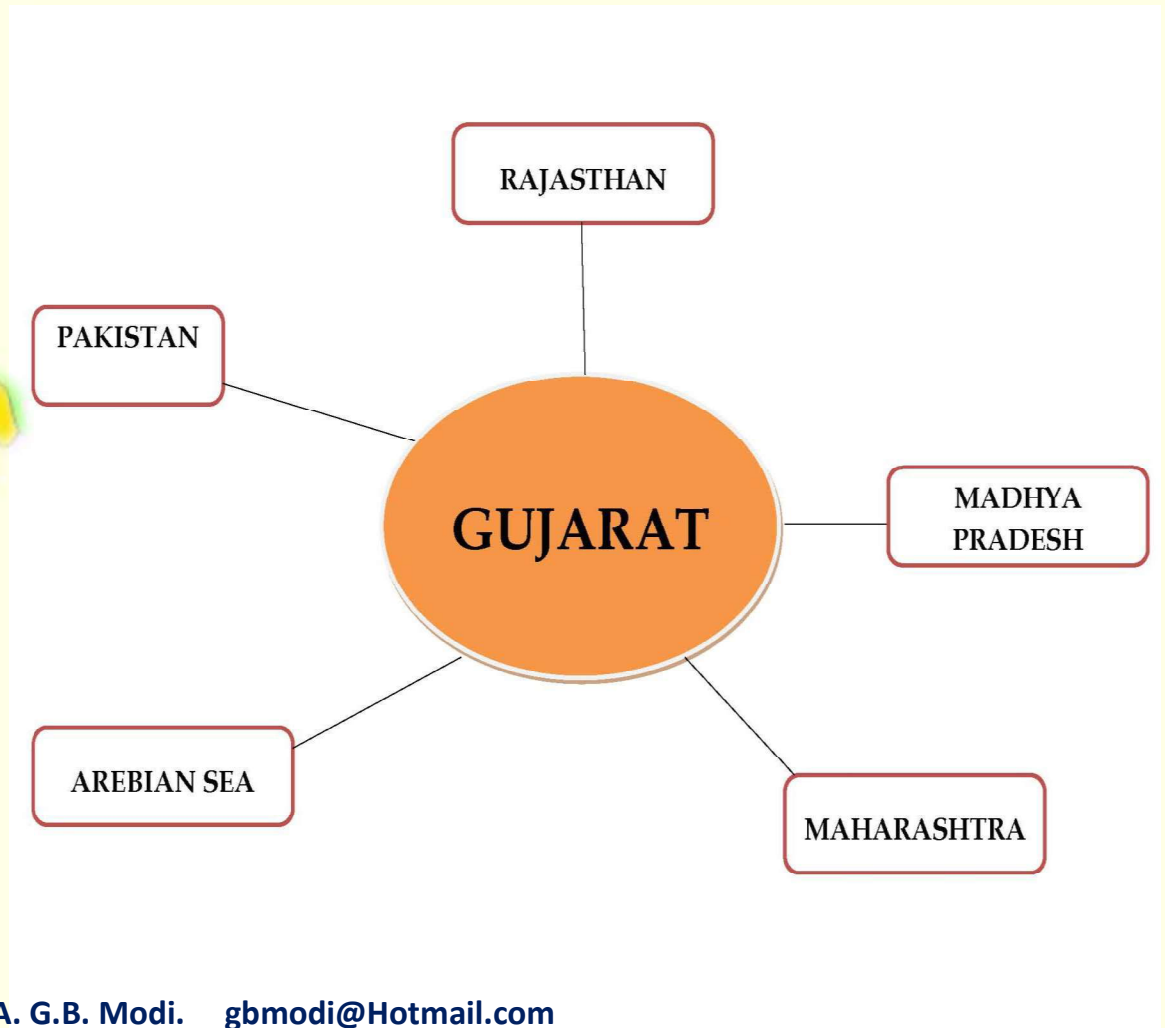 RAJASTHAN
PAKISTAN
GUJARAT
MADHYA
PRADESH
AREBIAN SEA
MAHARASHTRA
A. G.B. Modi. gbmodi@Hotmail.com